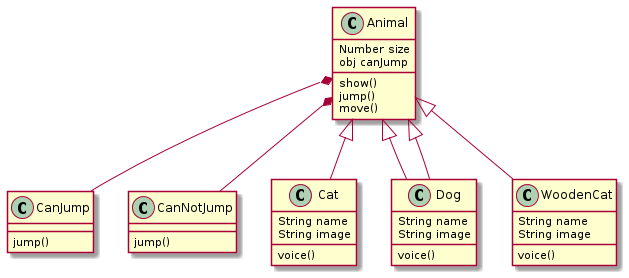 C Animal
Number size
obj canJump
show()
jump()
move()
C CanJump
jump()
C CanNotJump
jump()
C Cat
String name
String image
voice()
C Dog
String name
String image
voice()
C WoodenCat
String name
String image
voice()